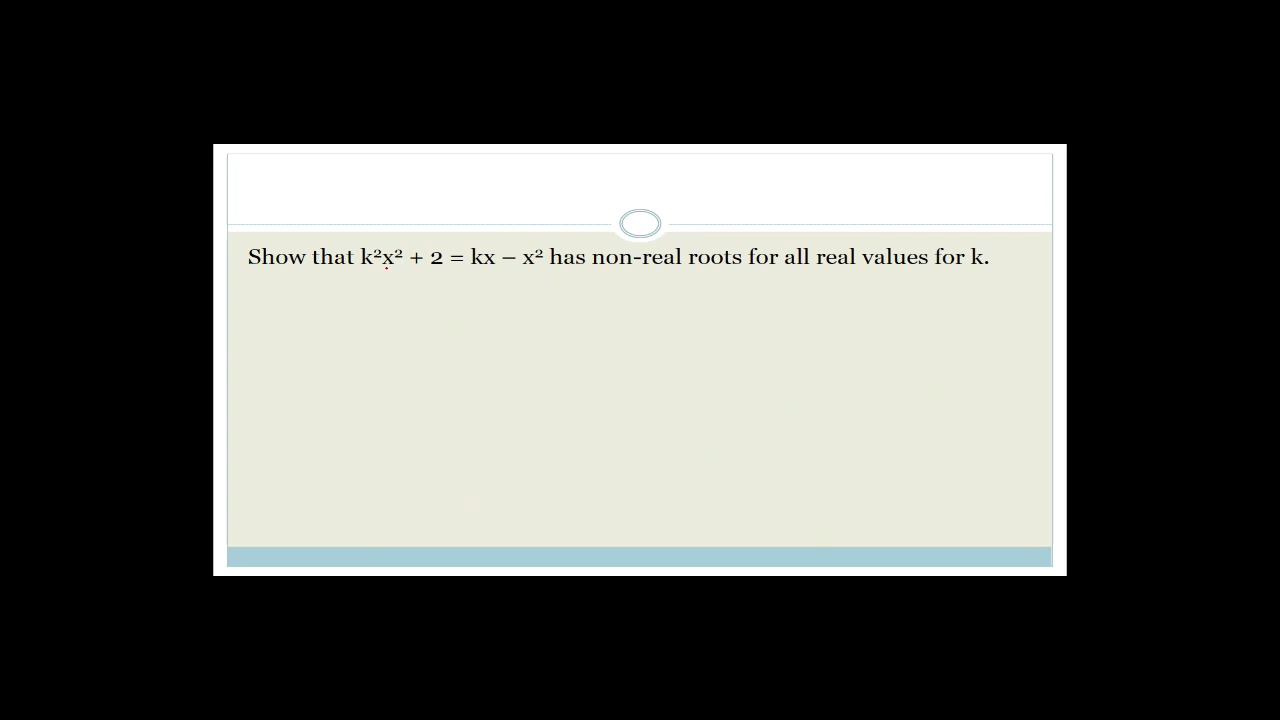 Show that k²x² + 2 = kx – x² has non-real roots for all real values for k.